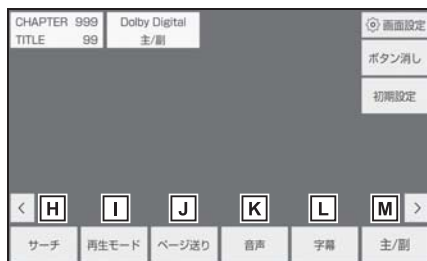 CHAPTER 999
TITLE 99
Dolby Digital
主/副
画面設定
ボタン消し
初期設定
< H I J K L M >
サーチ 再生モード ページ送り 音声 字幕 主/副